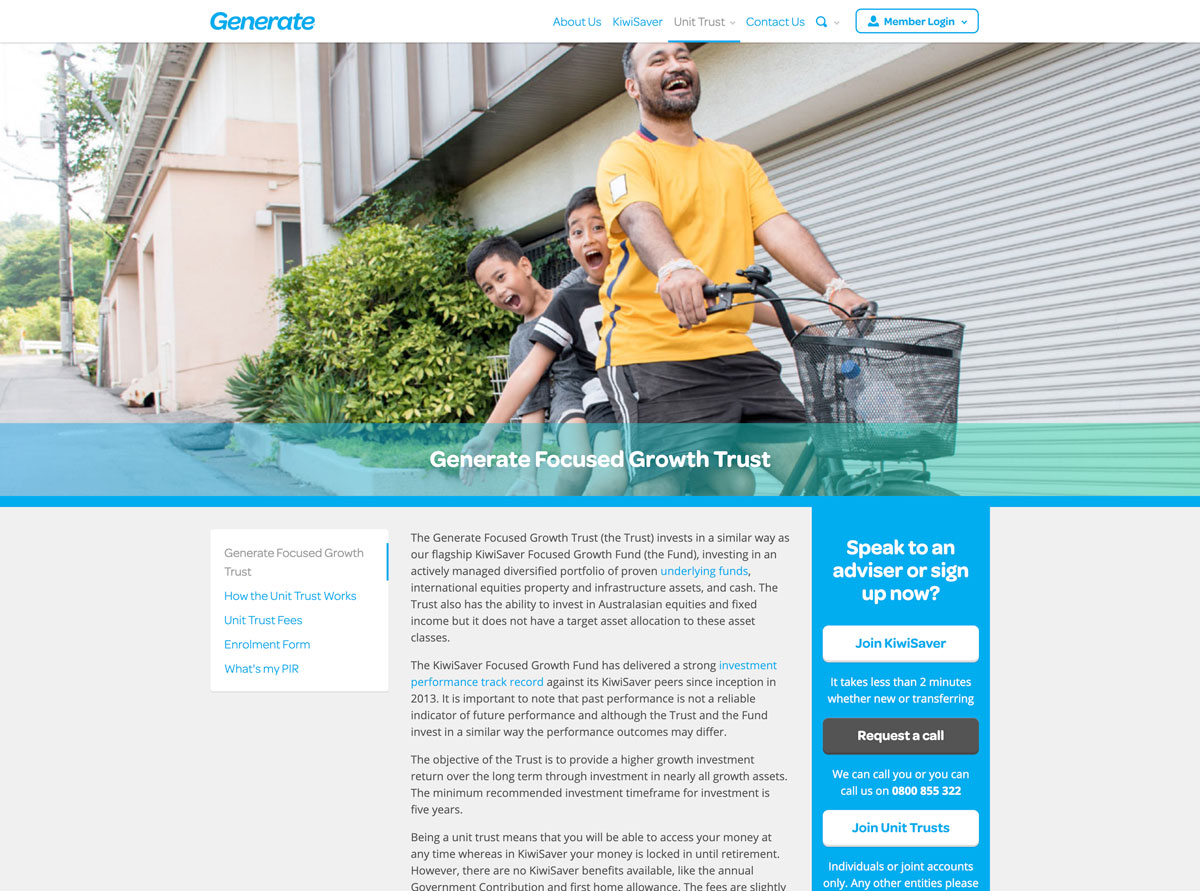 Generate
About Us KiwiSaver Unit Trust Contact Us Member Login
Generate Focused Growth Trust
Generate Focused Growth
Trust
How the Unit Trust Works
Unit Trust Fees
Enrolment Form
What's my PIR
The Generate Focused Growth Trust (the Trust) invests in a similar way as
our flagship KiwiSaver Focused Growth Fund (the Fund), investing in an
actively managed diversified portfolio of proven underlying funds,
international equities property and infrastructure assets, and cash. The
Trust also has the ability to invest in Australasian equities and fixed
income but it does not have a target asset allocation to these asset
classes.
The KiwiSaver Focused Growth Fund has delivered a strong investment
performance track record against its KiwiSaver peers since inception in
2013. It is important to note that past performance is not a reliable
indicator of future performance and although the Trust and the Fund
invest in a similar way the performance outcomes may differ.
The objective of the Trust is to provide a higher growth investment
return over the long term through investment in nearly all growth assets.
The minimum recommended investment timeframe for investment is
five years.
Being a unit trust means that you will be able to access your money at
any time whereas in KiwiSaver your money is locked in until retirement.
However, there are no KiwiSaver benefits available, like the annual
Government Contribution and first home allowance. The fees are slightly
Speak to an
adviser or sign
up now?
Join KiwiSaver
It takes less than 2 minutes
whether new or transferring
Request a call
We can call you or you can
call us on 0800 855 322
Join Unit Trusts
Individuals or joint accounts
only. Any other entities please